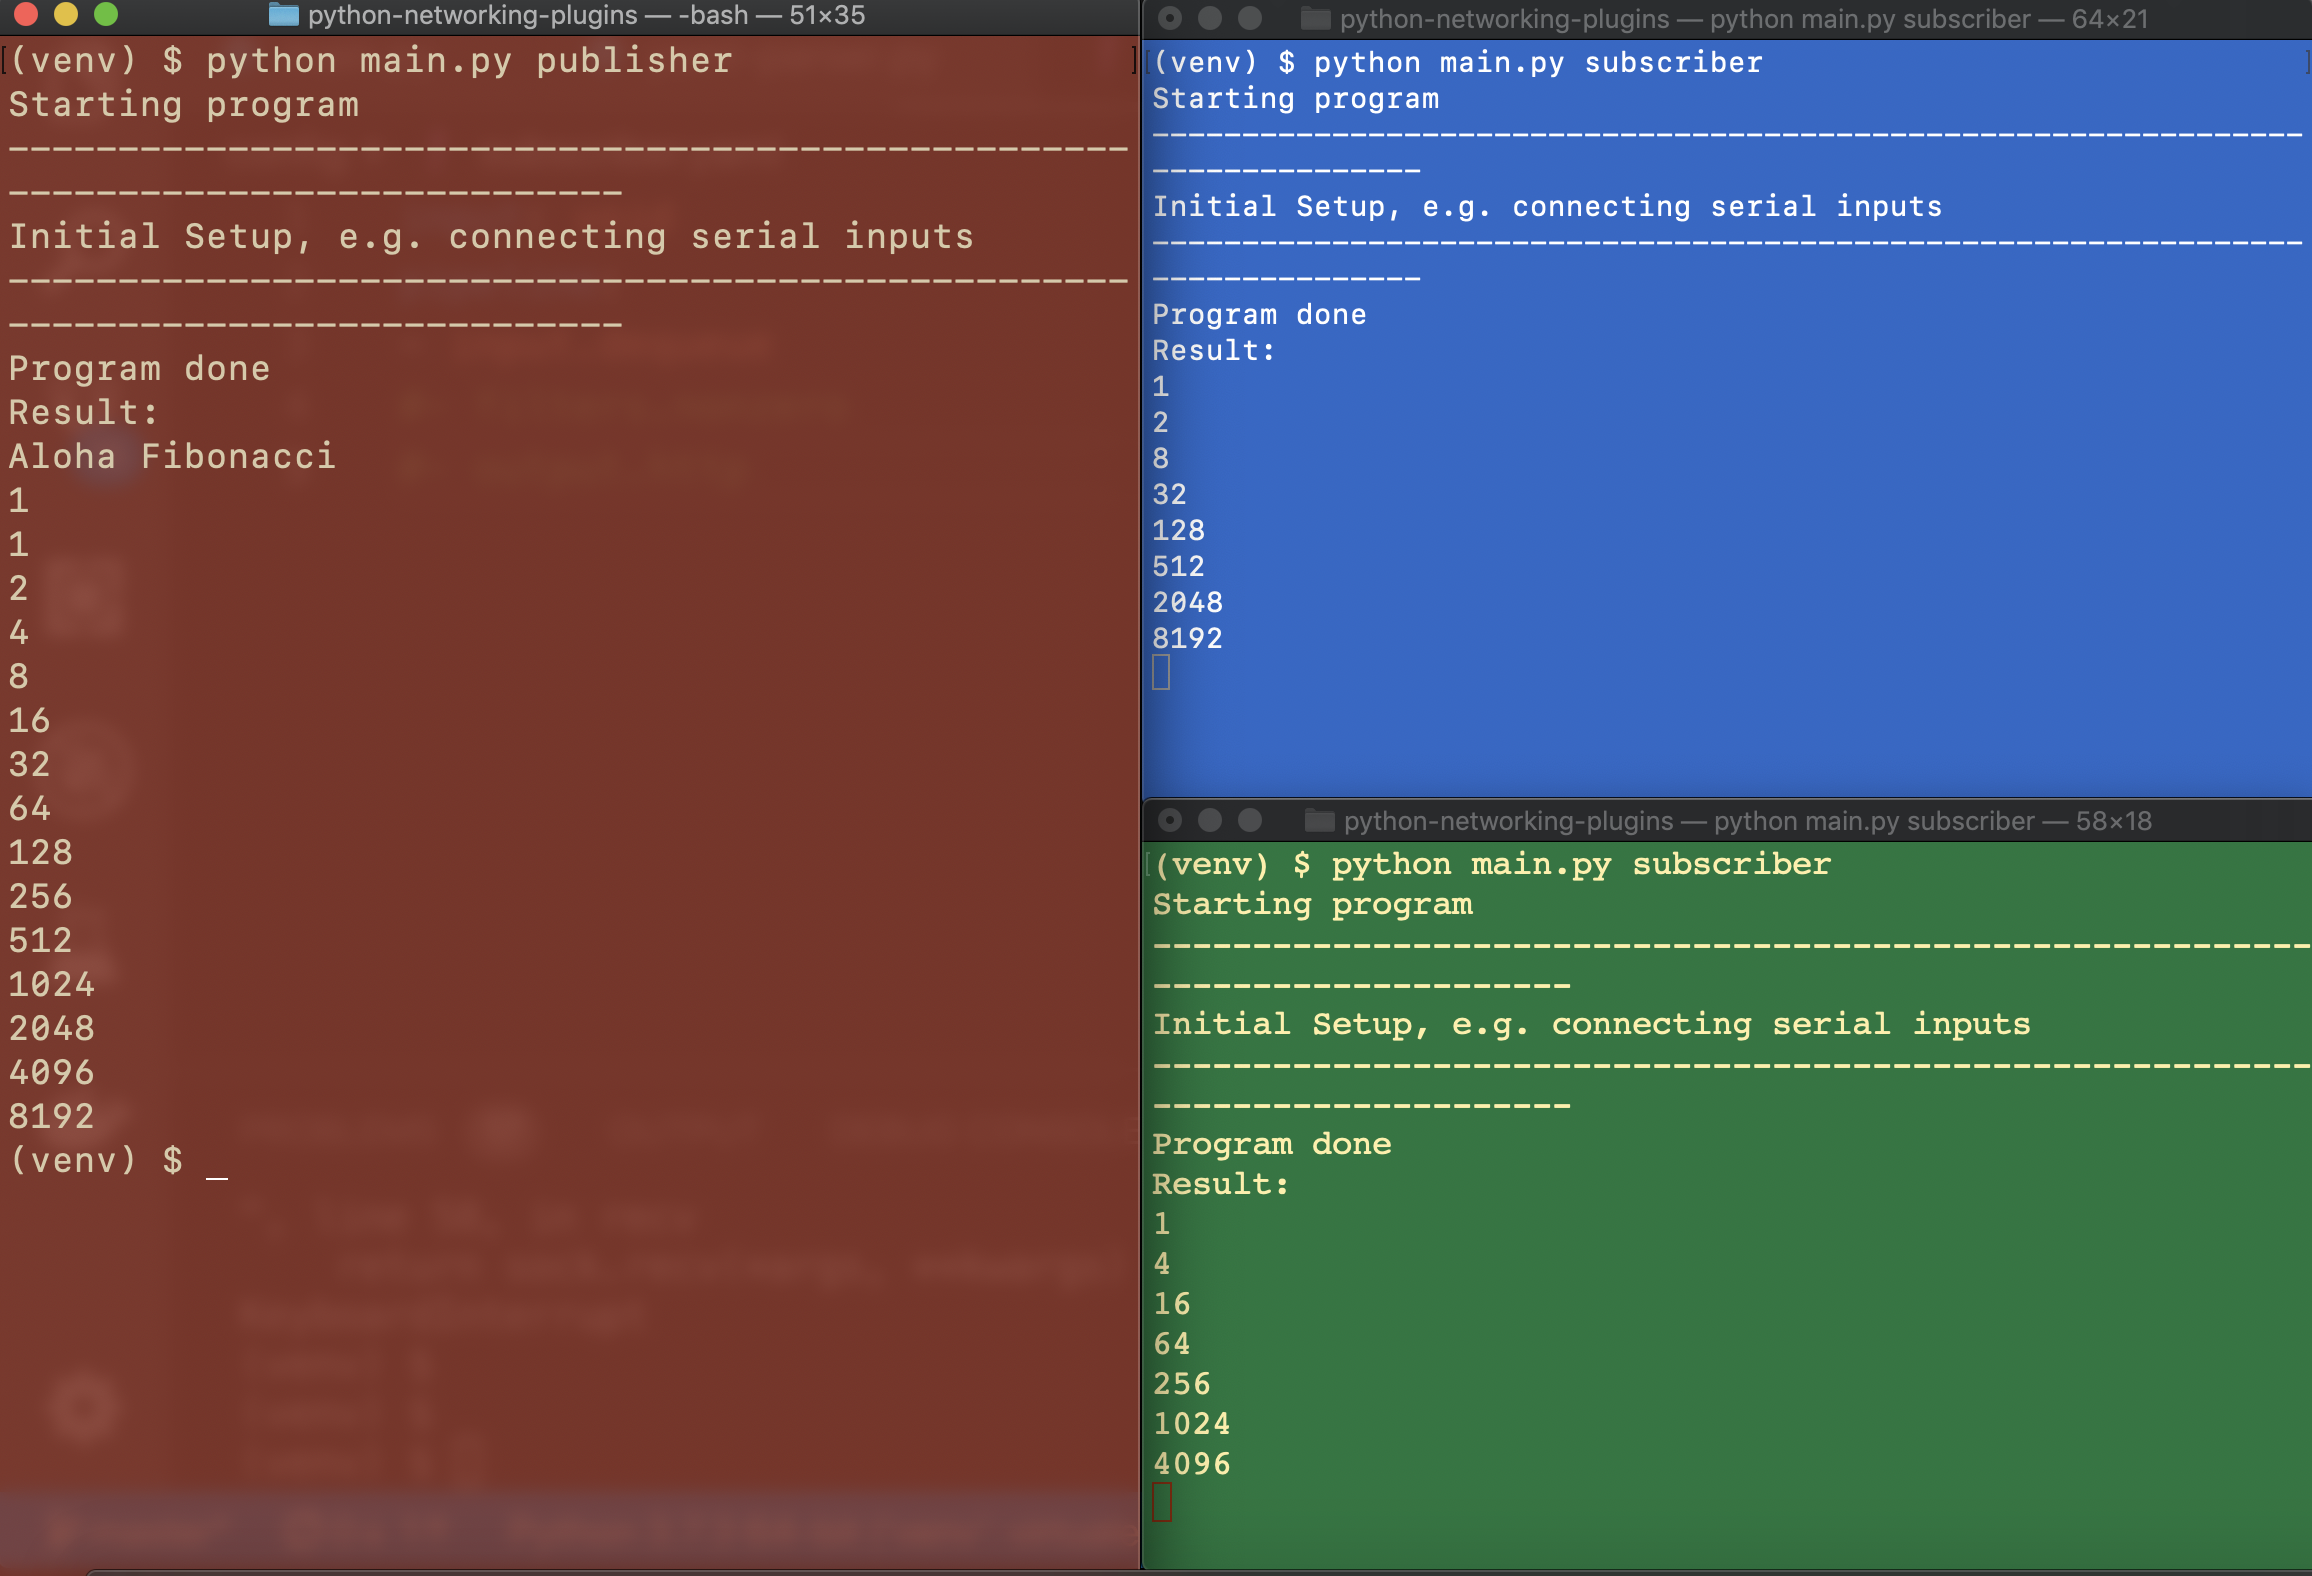 python-networking-plugins — -bash — 51×35
(venv) $ python main.py publisher
Starting program
---------------------------------------------------
----------------------------
Initial Setup, e.g. connecting serial inputs
---------------------------------------------------
----------------------------
Program done
Result:
Aloha Fibonacci
1
1
2
4
8
16
32
64
128
256
512
1024
2048
4096
8192
(venv) $ _
python-networking-plugins — python main.py subscriber — 64×21
(venv) $ python main.py subscriber
Starting program
----------------------------------------------------------------
---------------
Initial Setup, e.g. connecting serial inputs
----------------------------------------------------------------
---------------
Program done
Result:
1
2
8
32
128
512
2048
8192
python-networking-plugins — python main.py subscriber — 58×18
(venv) $ python main.py subscriber
Starting program
----------------------------------------------------------
---------------------
Initial Setup, e.g. connecting serial inputs
----------------------------------------------------------
---------------------
Program done
Result:
1
4
16
64
256
1024
4096